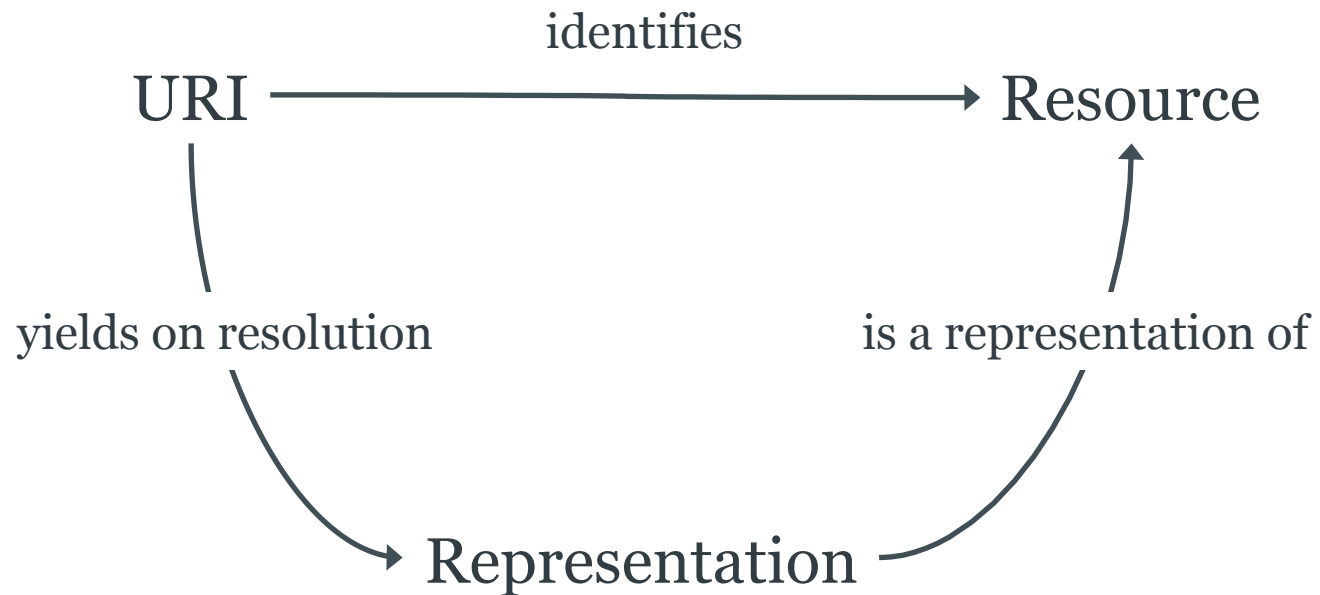 identifies
URI
Resource
yields on resolution
is a representation of
Representation